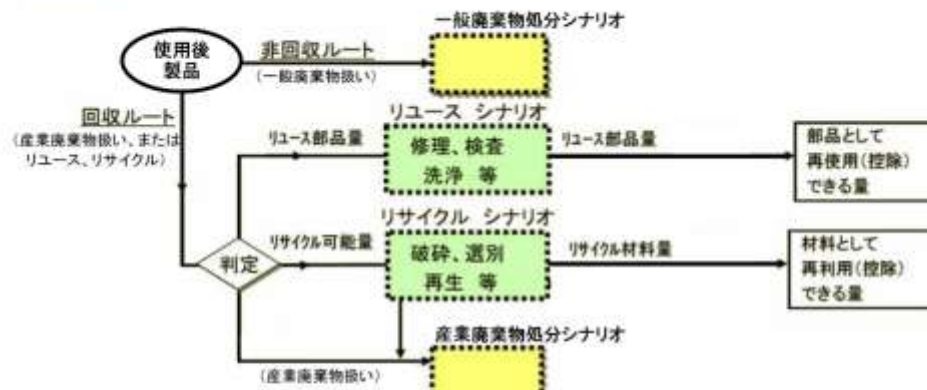 一般廃棄物処分シナリオ
使用後
製品
非回収ルート
(一般廃棄物扱い)
回収ルート
(産業廃棄物扱い、または
リユース、リサイクル)
リユース シナリオ
リユース部品量
修理、検査
洗浄 等
リユース部品量
部品として
再使用(控除)
できる量
リサイクル シナリオ
判定
リサイクル可能量
破砕、選別
再生 等
リサイクル材料量
材料として
再利用(控除)
できる量
産業廃棄物処分シナリオ
(産業廃棄物扱い)